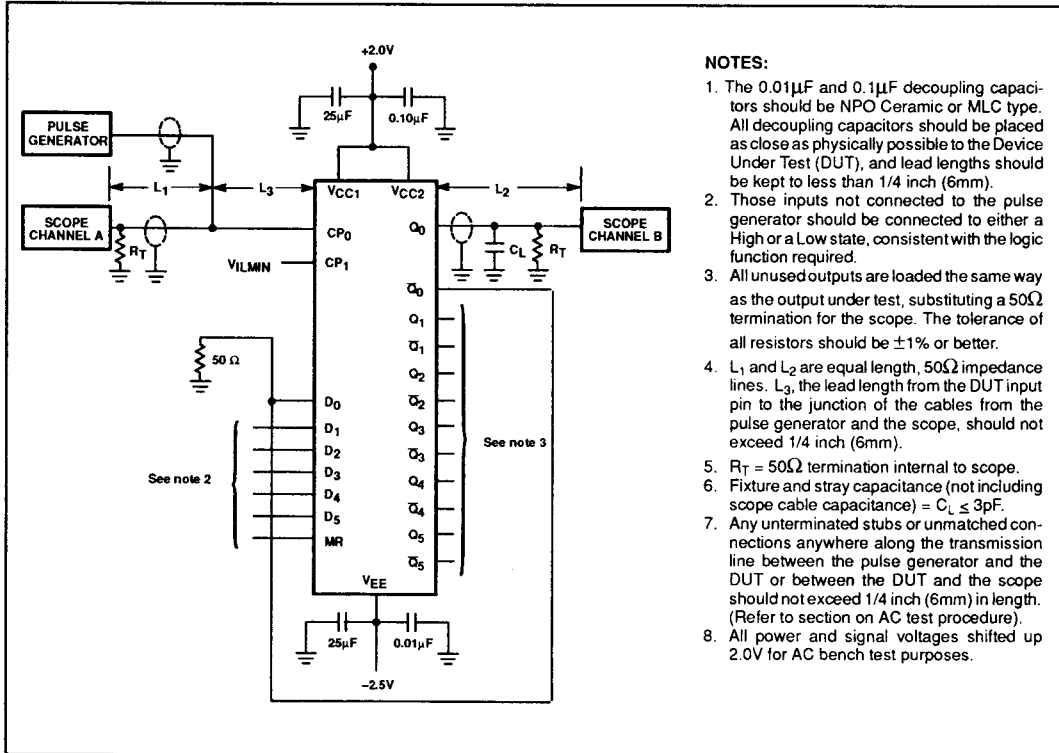 +2.0V
25μF
0.10μF
PULSE
GENERATOR
L1
L3
VCC1
VCC2
L2
SCOPE
CHANNEL A
RT
CP0
Q0
CL
RT
SCOPE
CHANNEL B
VILMIN
CP1
Q̅0
Q1
Q̅1
50 Ω
Q2
Q̅2
D0
D1
Q3
D2
Q̅3
See note 3
See note 2
D3
Q4
D4
Q̅4
D5
Q5
MR
Q̅5
VEE
25μF
0.01μF
−2.5V
NOTES:
1. The 0.01μF and 0.1μF decoupling capaci-
tors should be NPO Ceramic or MLC type.
All decoupling capacitors should be placed
as close as physically possible to the Device
Under Test (DUT), and lead lengths should
be kept to less than 1/4 inch (6mm).
2. Those inputs not connected to the pulse
generator should be connected to either a
High or a Low state, consistent with the logic
function required.
3. All unused outputs are loaded the same way
as the output under test, substituting a 50Ω
termination for the scope. The tolerance of
all resistors should be ±1% or better.
4. L1 and L2 are equal length, 50Ω impedance
lines. L3, the lead length from the DUT input
pin to the junction of the cables from the
pulse generator and the scope, should not
exceed 1/4 inch (6mm).
5. RT = 50Ω termination internal to scope.
6. Fixture and stray capacitance (not including
scope cable capacitance) = CL ≤ 3pF.
7. Any unterminated stubs or unmatched con-
nections anywhere along the transmission
line between the pulse generator and the
DUT or between the DUT and the scope
should not exceed 1/4 inch (6mm) in length.
(Refer to section on AC test procedure).
8. All power and signal voltages shifted up
2.0V for AC bench test purposes.